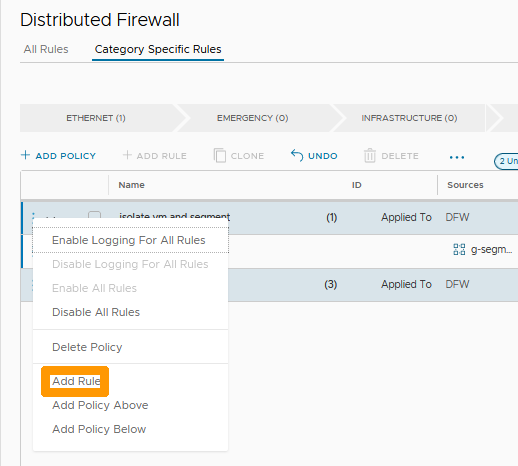 Distributed Firewall
All Rules Category Specific Rules
ETHERNET (1) EMERGENCY (0) INFRASTRUCTURE (0)
+ ADD POLICY + ADD RULE CLONE UNDO DELETE ... 2 Un
Name ID Sources
isolate vm and segment (1) Applied To DFW
Enable Logging For All Rules
Disable Logging For All Rules g-segm...
Enable All Rules (3) Applied To DFW
Disable All Rules
Delete Policy
Add Rule
Add Policy Above
Add Policy Below